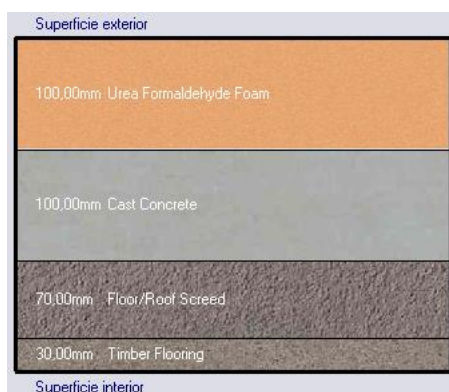 Superficie exterior
100,00mm Urea Formaldehyde Foam
100,00mm Cast Concrete
70,00mm Floor/Roof Screed
30,00mm Timber Flooring
Superficie interior